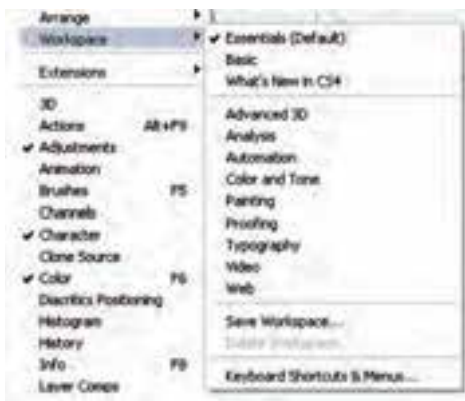 Arrange
Workspace
Extensions
3D
Actions Alt+F9
Adjustments
Animation
Brushes F5
Channels
Character
Clone Source
Color F6
Diacritics Positioning
Histogram
History
Info F8
Layer Comps
Essentials (Default)
Basic
What's New in CS4
Advanced 3D
Analysis
Automation
Color and Tone
Painting
Proofing
Typography
Video
Web
Save Workspace...
Delete Workspace...
Keyboard Shortcuts & Menus...